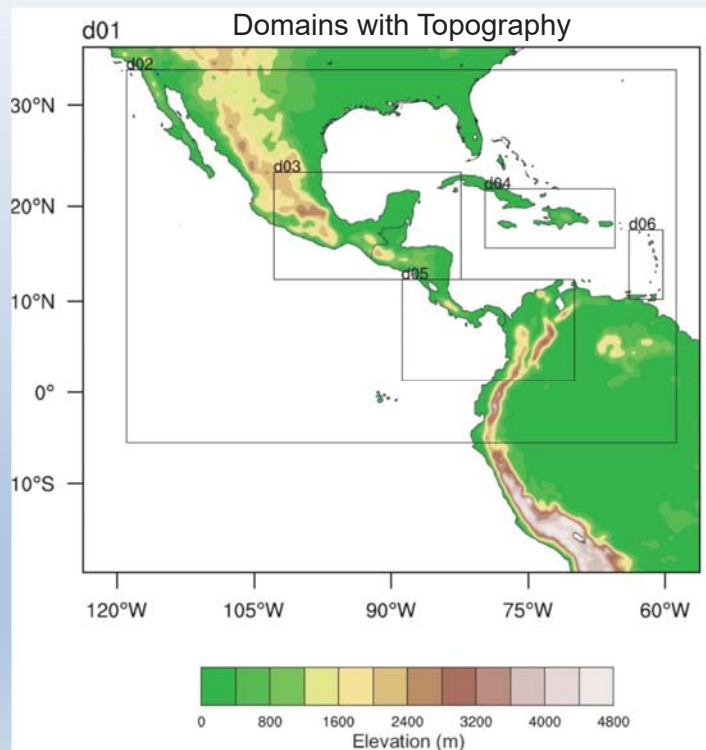 d01
Domains with Topography
d02
30°N
d03
d04
20°N
d06
d05
10°N
0°
10°S
120°W 105°W 90°W 75°W 60°W
0 800 1600 2400 3200 4000 4800
Elevation (m)